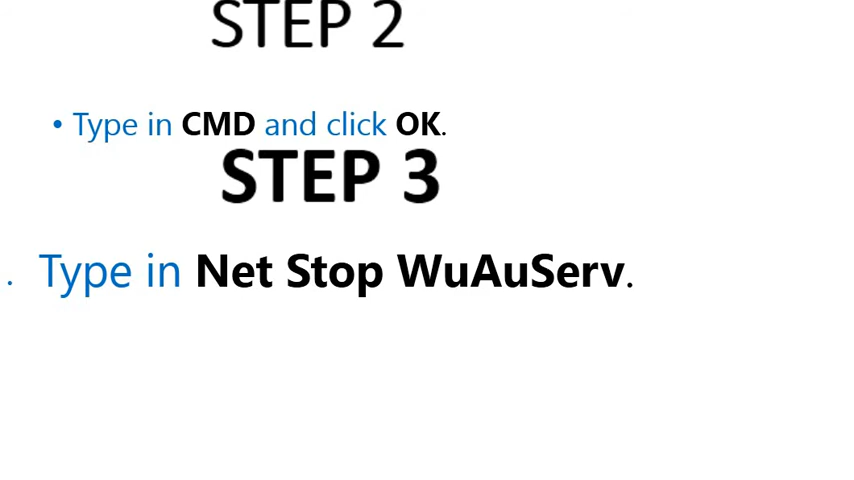 STEP 2
• Type in CMD and click OK.
STEP 3
. Type in Net Stop WuAuServ.